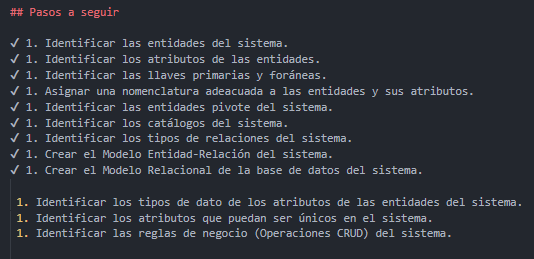 ## Pasos a seguir
✓ 1. Identificar las entidades del sistema.
✓ 1. Identificar los atributos de las entidades.
✓ 1. Identificar las llaves primarias y foráneas.
✓ 1. Asignar una nomenclatura adeacuada a las entidades y sus atributos.
✓ 1. Identificar las entidades pivote del sistema.
✓ 1. Identificar los catálogos del sistema.
✓ 1. Identificar los tipos de relaciones del sistema.
✓ 1. Crear el Modelo Entidad-Relación del sistema.
✓ 1. Crear el Modelo Relacional de la base de datos del sistema.
1. Identificar los tipos de dato de los atributos de las entidades del sistema.
1. Identificar los atributos que puedan ser únicos en el sistema.
1. Identificar las reglas de negocio (Operaciones CRUD) del sistema.